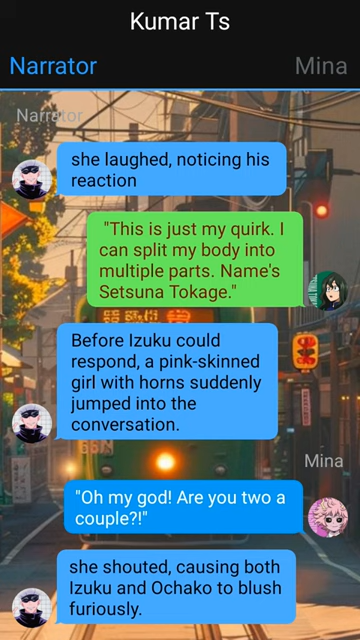 Kumar Ts
Narrator
Mina
Narrator
she laughed, noticing his
reaction
"This is just my quirk. I
can split my body into
multiple parts. Name's
Setsuna Tokage."
Before Izuku could
respond, a pink-skinned
girl with horns suddenly
jumped into the
conversation.
Mina
"Oh my god! Are you two a
couple?!"
she shouted, causing both
Izuku and Ochako to blush
furiously.